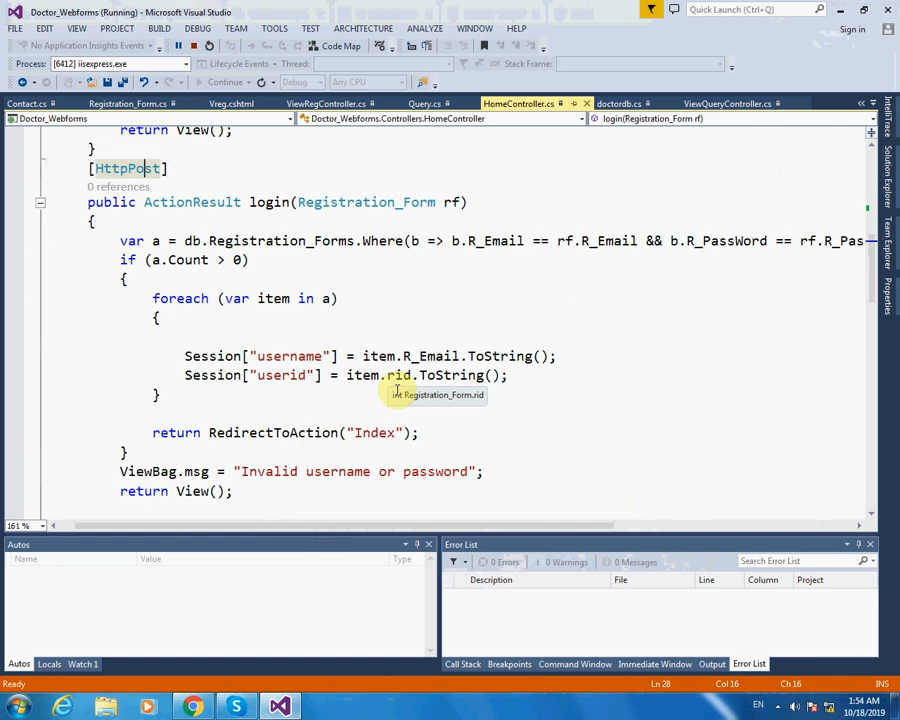 Doctor_Webforms (Running) - Microsoft Visual Studio
Quick Launch (Ctrl+Q)
FILE EDIT VIEW PROJECT BUILD DEBUG TEAM TOOLS TEST ARCHITECTURE ANALYZE WINDOW HELP Sign in
No Application Insights Events Code Map
Process: [6412] iisexpress.exe Lifecycle Events Thread: Stack Frame:
Continue Debug Any CPU
Contact.cs Registration_Form.cs Vreg.cshtml ViewRegController.cs Query.cs HomeController.cs doctordb.cs ViewQueryController.cs
Doctor_Webforms Doctor_Webforms.Controllers.HomeController login(Registration_Form rf)
return View();
}
[HttpPost]
0 references
public ActionResult login(Registration_Form rf)
{
var a = db.Registration_Forms.Where(b => b.R_Email == rf.R_Email && b.R_PassWord == rf.R_Pas
if (a.Count > 0)
{
foreach (var item in a)
{
Session["username"] = item.R_Email.ToString();
Session["userid"] = item.rid.ToString();
}
int Registration_Form.rid
return RedirectToAction("Index");
}
ViewBag.msg = "Invalid username or password";
return View();
161 %
IntelliTrace
Solution Explorer
Team Explorer
Properties
Autos
Name Value Type
Autos Locals Watch 1
Error List
0 Errors 0 Warnings 0 Messages Search Error List
Description File Line Column Project
Call Stack Breakpoints Command Window Immediate Window Output Error List
Ready Ln 28 Col 16 Ch 16 INS
EN 1:54 AM
10/18/2019